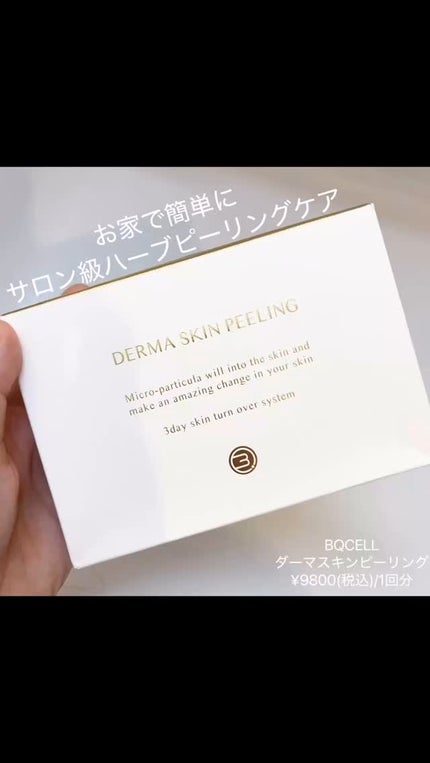 お家で簡単に
サロン級ハーブピーリングケア
DERMA SKIN PEELING
Micro-particula will into the skin and
make an amazing change in your skin
3day skin turn over system
3
BQCELL
ダーマスキンピーリング
¥9800(税込)/1回分